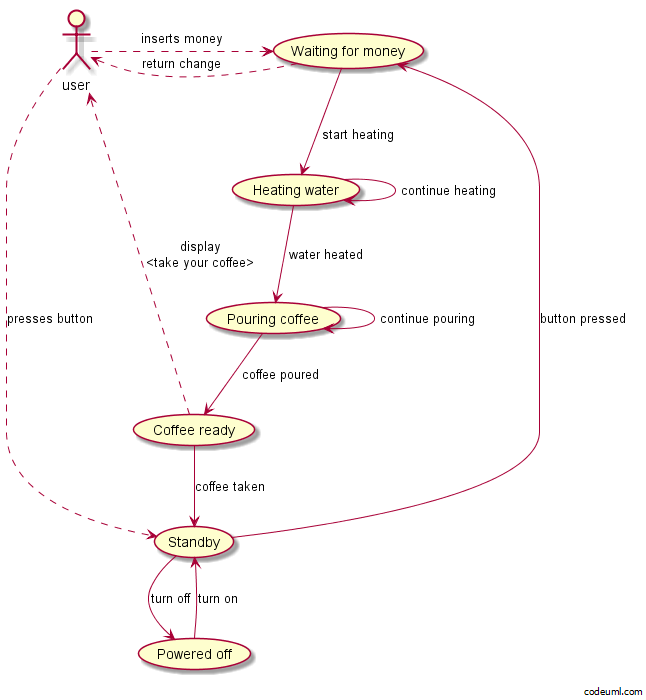 inserts money
Waiting for money
return change
user
start heating
Heating water
continue heating
display
<take your coffee>
water heated
presses button
Pouring coffee
continue pouring
button pressed
coffee poured
Coffee ready
coffee taken
Standby
turn off
turn on
Powered off
codeuml.com